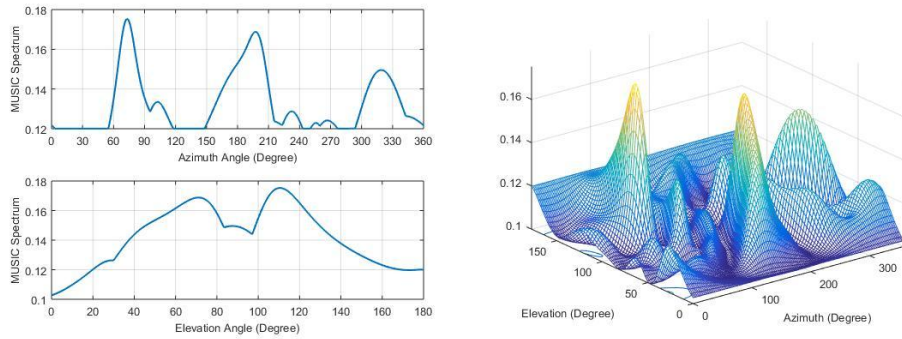 0.18
0.16
0.14
0.12
MUSIC Spectrum
0 30 60 90 120 150 180 210 240 270 300 330 360
Azimuth Angle (Degree)
0.18
0.16
0.14
0.12
0.1
MUSIC Spectrum
0 20 40 60 80 100 120 140 160 180
Elevation Angle (Degree)
0.16
0.14
0.12
0.1
150
100
50
0
Elevation (Degree)
0
100
200
300
Azimuth (Degree)